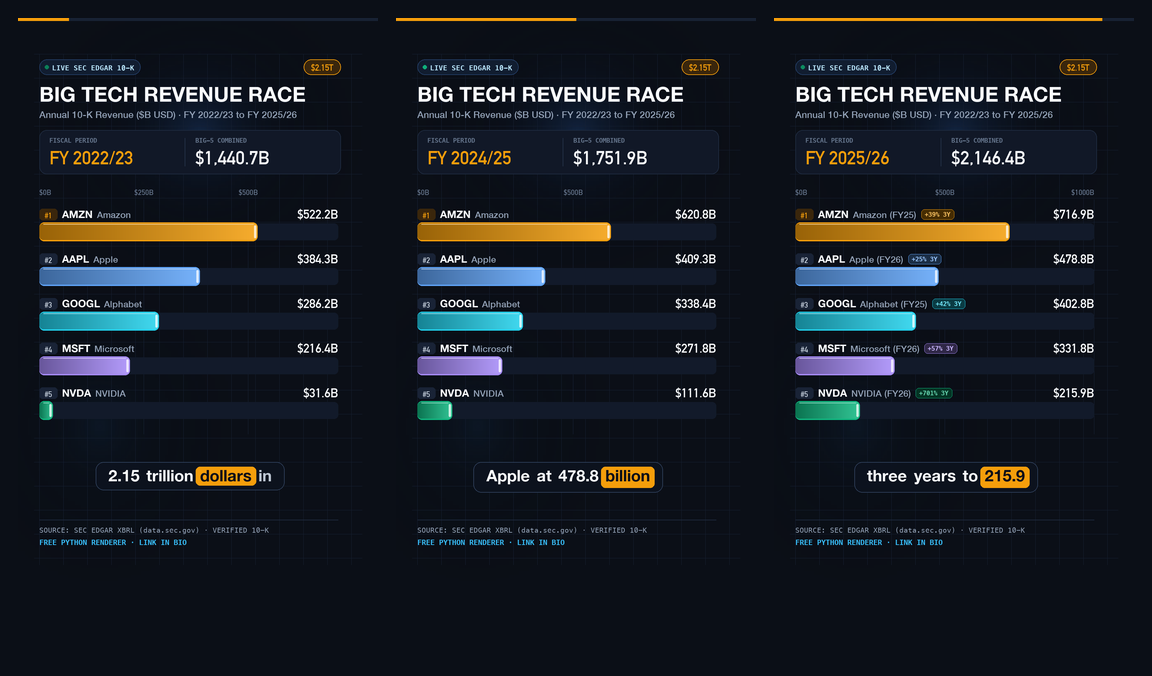 LIVE SEC EDGAR 10-K
$2.15T
BIG TECH REVENUE RACE
Annual 10-K Revenue ($B USD) · FY 2022/23 to FY 2025/26
FISCAL PERIOD
BIG-5 COMBINED
FY 2022/23
$1,440.7B
$0B $250B $500B
#1 AMZN Amazon $522.2B
#2 AAPL Apple $384.3B
#3 GOOGL Alphabet $286.2B
#4 MSFT Microsoft $216.4B
#5 NVDA NVIDIA $31.6B
2.15 trillion dollars in
SOURCE: SEC EDGAR XBRL (data.sec.gov) · VERIFIED 10-K
FREE PYTHON RENDERER · LINK IN BIO
LIVE SEC EDGAR 10-K
$2.15T
BIG TECH REVENUE RACE
Annual 10-K Revenue ($B USD) · FY 2022/23 to FY 2025/26
FISCAL PERIOD
BIG-5 COMBINED
FY 2024/25
$1,751.9B
$0B $500B
#1 AMZN Amazon $620.8B
#2 AAPL Apple $409.3B
#3 GOOGL Alphabet $338.4B
#4 MSFT Microsoft $271.8B
#5 NVDA NVIDIA $111.6B
Apple at 478.8 billion
SOURCE: SEC EDGAR XBRL (data.sec.gov) · VERIFIED 10-K
FREE PYTHON RENDERER · LINK IN BIO
LIVE SEC EDGAR 10-K
$2.15T
BIG TECH REVENUE RACE
Annual 10-K Revenue ($B USD) · FY 2022/23 to FY 2025/26
FISCAL PERIOD
BIG-5 COMBINED
FY 2025/26
$2,146.4B
$0B $500B $1000B
#1 AMZN Amazon (FY25) +39% 3Y $716.9B
#2 AAPL Apple (FY26) +25% 3Y $478.8B
#3 GOOGL Alphabet (FY25) +42% 3Y $402.8B
#4 MSFT Microsoft (FY26) +57% 3Y $331.8B
#5 NVDA NVIDIA (FY26) +701% 3Y $215.9B
three years to 215.9
SOURCE: SEC EDGAR XBRL (data.sec.gov) · VERIFIED 10-K
FREE PYTHON RENDERER · LINK IN BIO